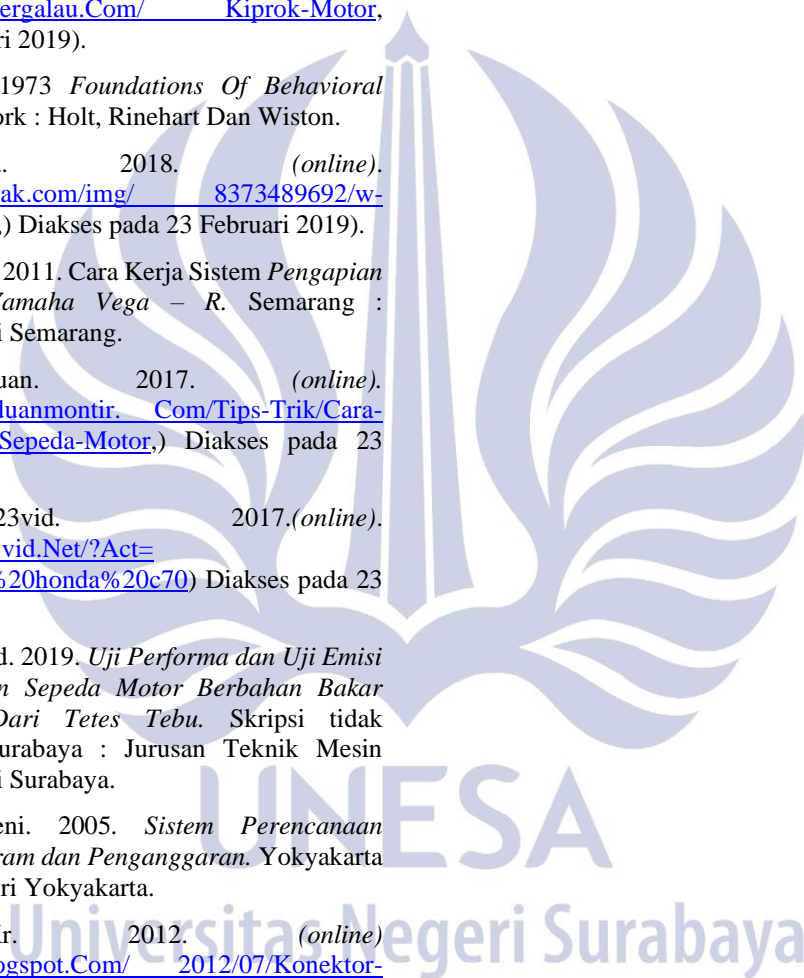 ergalau.Com/ Kiprok-Motor,
ri 2019).
1973 Foundations Of Behavioral
ork : Holt, Rinehart Dan Wiston.
2018. (online).
ak.com/img/ 8373489692/w-
,) Diakses pada 23 Februari 2019).
2011. Cara Kerja Sistem Pengapian
Yamaha Vega – R. Semarang :
i Semarang.
uan. 2017. (online).
duanmontir. Com/Tips-Trik/Cara-
Sepeda-Motor,) Diakses pada 23
23vid. 2017.(online).
vid.Net/?Act=
%20honda%20c70) Diakses pada 23
d. 2019. Uji Performa dan Uji Emisi
n Sepeda Motor Berbahan Bakar
Dari Tetes Tebu. Skripsi tidak
urabaya : Jurusan Teknik Mesin
i Surabaya.
eni. 2005. Sistem Perencanaan
ram dan Penganggaran. Yokyakarta
ri Yokyakarta.
Kr. 2012. (online)
ogspot.Com/ 2012/07/Konektor-
UNESA
Universitas Negeri Surabaya